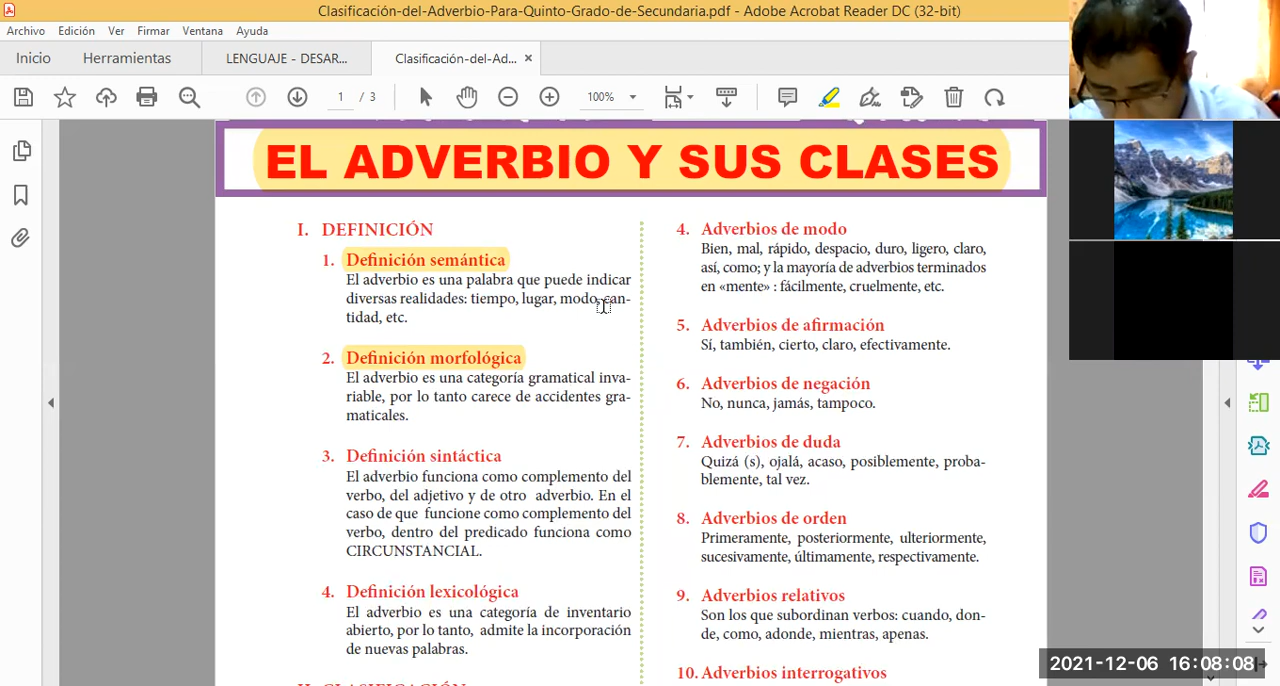 Clasificación-del-Adverbio-Para-Quinto-Grado-de-Secundaria.pdf - Adobe Acrobat Reader DC (32-bit)
Archivo Edición Ver Firmar Ventana Ayuda
Inicio Herramientas LENGUAJE - DESAR... Clasificación-del-Ad... ×
1 / 3 100%
EL ADVERBIO Y SUS CLASES
I. DEFINICIÓN
1. Definición semántica
El adverbio es una palabra que puede indicar
diversas realidades: tiempo, lugar, modo, can-
tidad, etc.
2. Definición morfológica
El adverbio es una categoría gramatical inva-
riable, por lo tanto carece de accidentes gra-
maticales.
3. Definición sintáctica
El adverbio funciona como complemento del
verbo, del adjetivo y de otro adverbio. En el
caso de que funcione como complemento del
verbo, dentro del predicado funciona como
CIRCUNSTANCIAL.
4. Definición lexicológica
El adverbio es una categoría de inventario
abierto, por lo tanto, admite la incorporación
de nuevas palabras.
II. CLASIFICACIÓN
4. Adverbios de modo
Bien, mal, rápido, despacio, duro, ligero, claro,
así, como; y la mayoría de adverbios terminados
en «mente» : fácilmente, cruelmente, etc.
5. Adverbios de afirmación
Sí, también, cierto, claro, efectivamente.
6. Adverbios de negación
No, nunca, jamás, tampoco.
7. Adverbios de duda
Quizá (s), ojalá, acaso, posiblemente, proba-
blemente, tal vez.
8. Adverbios de orden
Primeramente, posteriormente, ulteriormente,
sucesivamente, últimamente, respectivamente.
9. Adverbios relativos
Son los que subordinan verbos: cuando, don-
de, como, adonde, mientras, apenas.
10. Adverbios interrogativos
2021-12-06 16:08:08